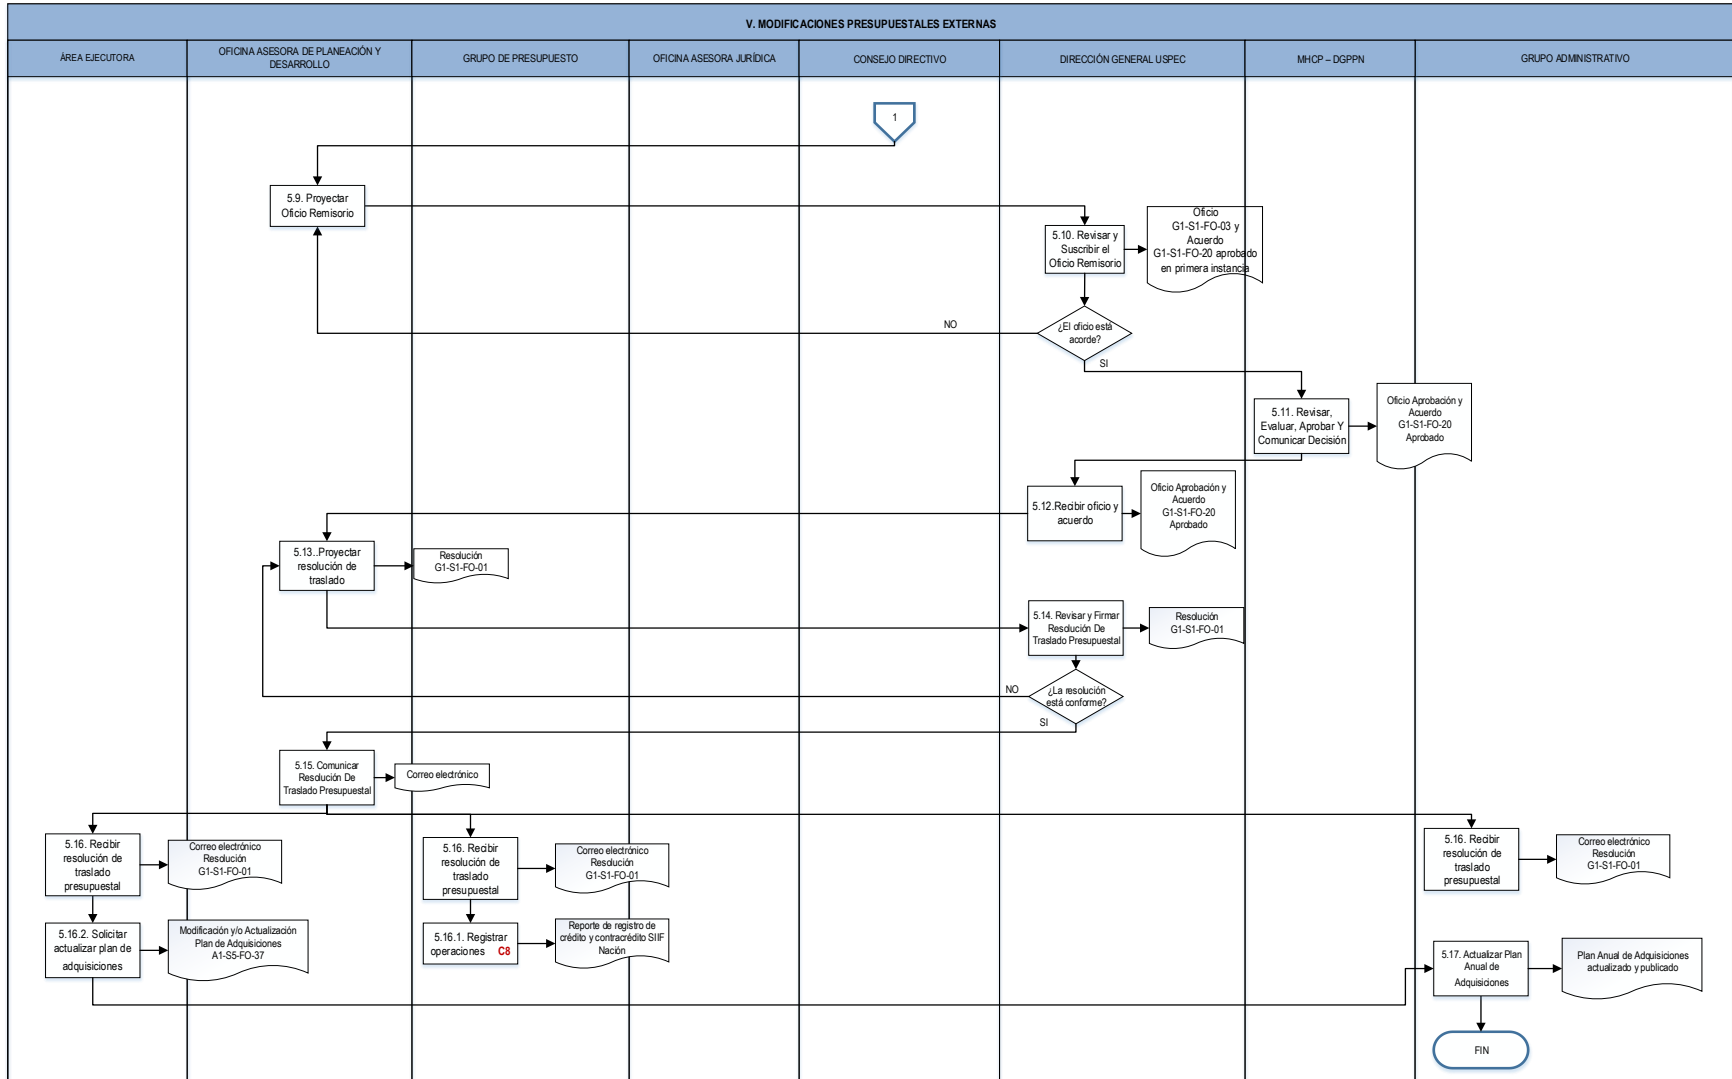 V. MODIFICACIONES PRESUPUESTALES EXTERNAS
ÁREA EJECUTORA
OFICINA ASESORA DE PLANEACIÓN Y
DESARROLLO
GRUPO DE PRESUPUESTO
OFICINA ASESORA JURÍDICA
CONSEJO DIRECTIVO
DIRECCIÓN GENERAL USPEC
MHCP – DGPPN
GRUPO ADMINISTRATIVO
1
5.9. Proyectar
Oficio Remisorio
5.10. Revisar y
Suscribir el
Oficio Remisorio
Oficio
G1-S1-FO-03 y
Acuerdo
G1-S1-FO-20 aprobado
en primera instancia
¿El oficio está
acorde?
NO
SI
5.11. Revisar,
Evaluar, Aprobar Y
Comunicar Decisión
Oficio Aprobación y
Acuerdo
G1-S1-FO-20
Aprobado
5.12.Recibir oficio y
acuerdo
Oficio Aprobación y
Acuerdo
G1-S1-FO-20
Aprobado
5.13..Proyectar
resolución de
traslado
Resolución
G1-S1-FO-01
5.14. Revisar y Firmar
Resolución De
Traslado Presupuestal
Resolución
G1-S1-FO-01
¿La resolución
está conforme?
NO
SI
5.15. Comunicar
Resolución De
Traslado Presupuestal
Correo electrónico
5.16. Recibir
resolución de
traslado
presupuestal
Correo electrónico
Resolución
G1-S1-FO-01
5.16. Recibir
resolución de
traslado
presupuestal
Correo electrónico
Resolución
G1-S1-FO-01
5.16. Recibir
resolución de
traslado
presupuestal
Correo electrónico
Resolución
G1-S1-FO-01
5.16.2. Solicitar
actualizar plan de
adquisiciones
Modificación y/o Actualización
Plan de Adquisiciones
A1-S5-FO-37
5.16.1. Registrar
operaciones C8
Reporte de registro de
crédito y contracrédito SIIF
Nación
5.17. Actualizar Plan
Anual de
Adquisiciones
Plan Anual de Adquisiciones
actualizado y publicado
FIN